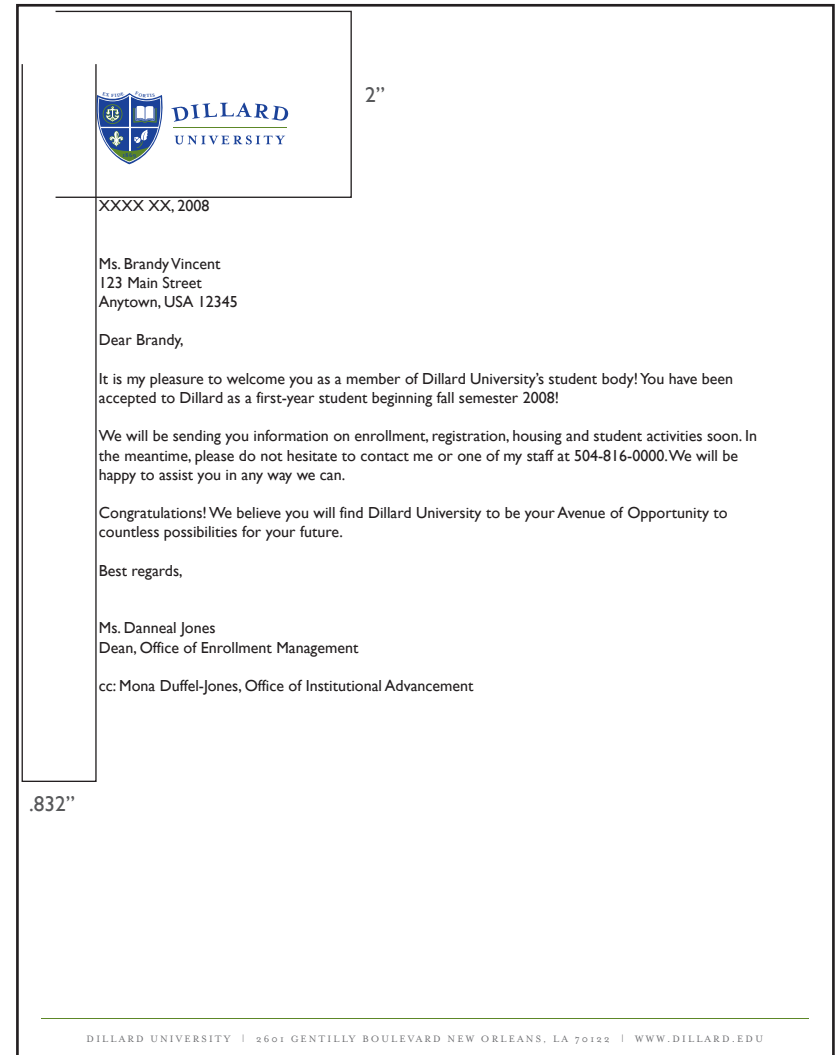 EX FIDE FORTIS
DILLARD
UNIVERSITY
2”
XXXX XX, 2008
Ms. Brandy Vincent
123 Main Street
Anytown, USA 12345
Dear Brandy,
It is my pleasure to welcome you as a member of Dillard University’s student body! You have been
accepted to Dillard as a first-year student beginning fall semester 2008!
We will be sending you information on enrollment, registration, housing and student activities soon. In
the meantime, please do not hesitate to contact me or one of my staff at 504-816-0000. We will be
happy to assist you in any way we can.
Congratulations! We believe you will find Dillard University to be your Avenue of Opportunity to
countless possibilities for your future.
Best regards,
Ms. Danneal Jones
Dean, Office of Enrollment Management
cc: Mona Duffel-Jones, Office of Institutional Advancement
.832”
DILLARD UNIVERSITY | 2601 GENTILLY BOULEVARD NEW ORLEANS, LA 70122 | WWW.DILLARD.EDU